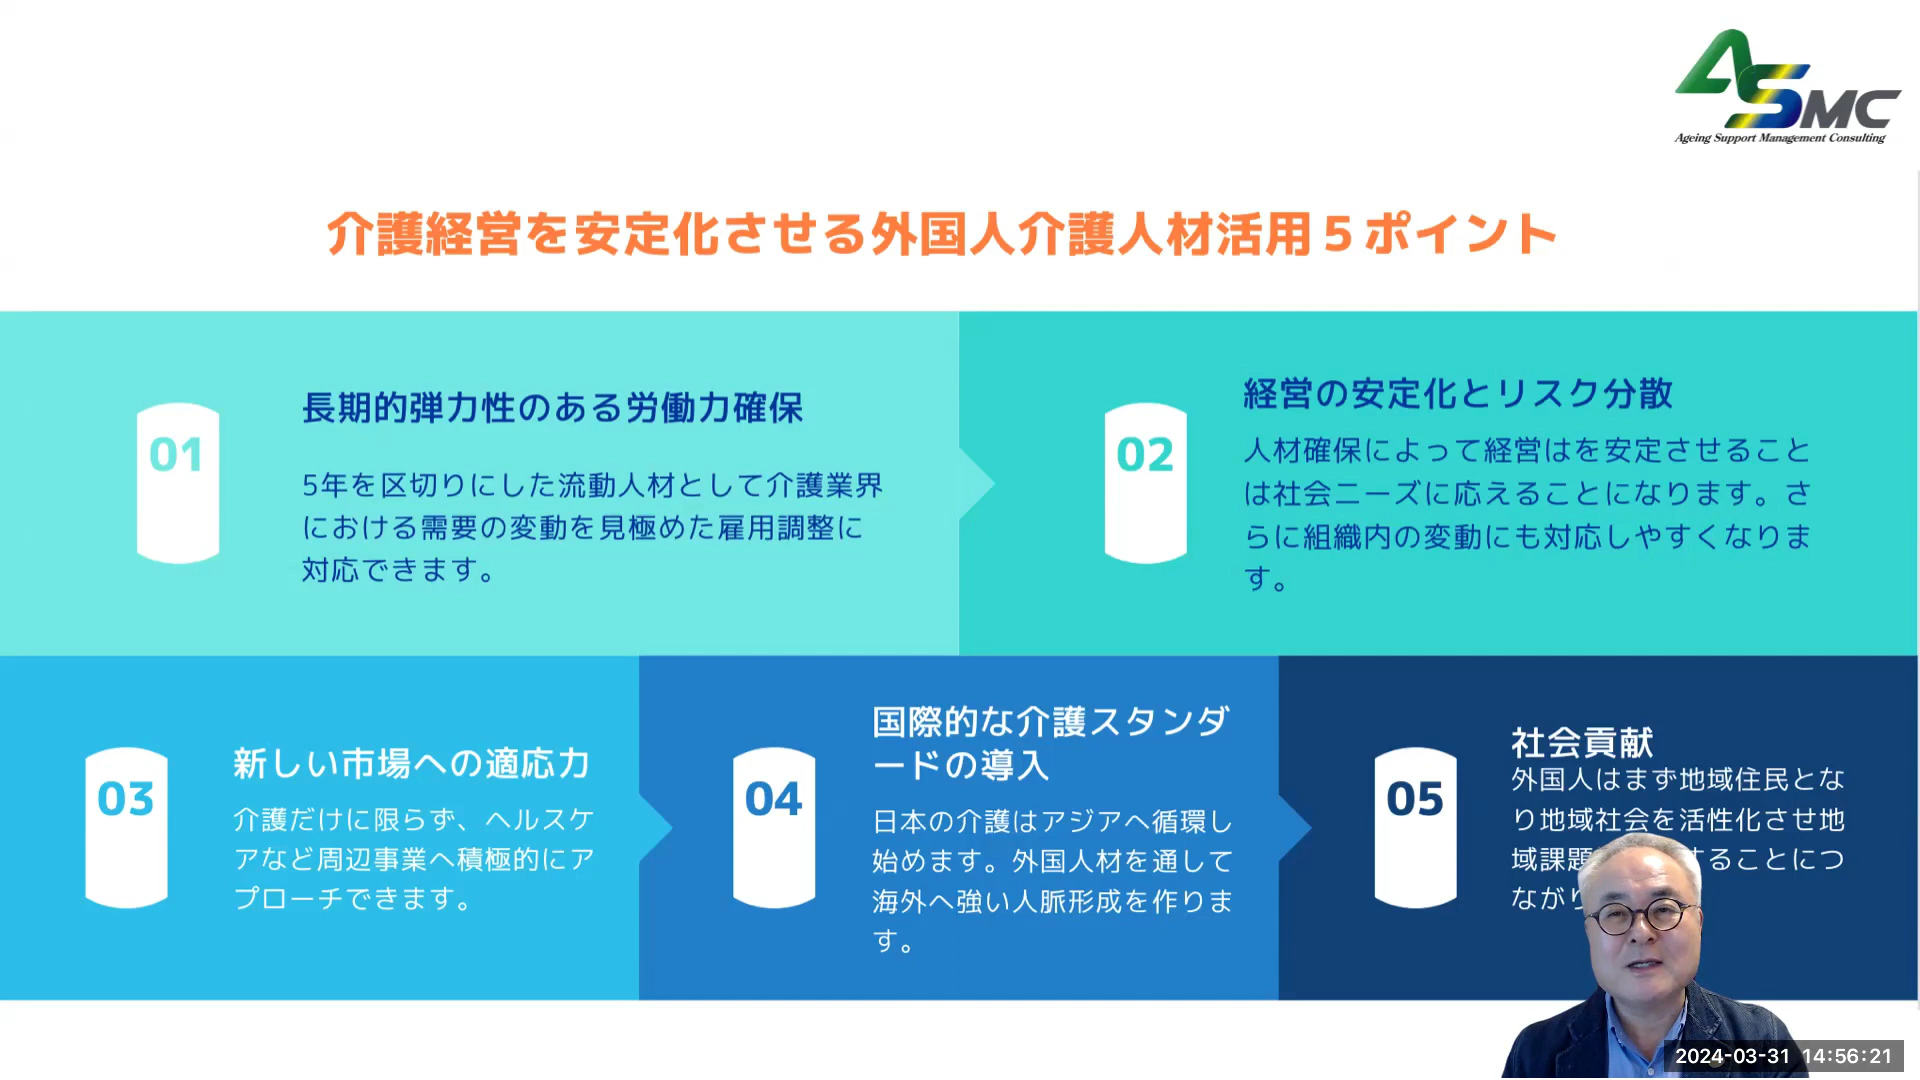 ASMC
Ageing Support Management Consulting
介護経営を安定化させる外国人介護人材活用５ポイント
01
長期的弾力性のある労働力確保
5年を区切りにした流動人材として介護業界
における需要の変動を見極めた雇用調整に
対応できます。
02
経営の安定化とリスク分散
人材確保によって経営はを安定させること
は社会ニーズに応えることになります。さ
らに組織内の変動にも対応しやすくなりま
す。
03
新しい市場への適応力
介護だけに限らず、ヘルスケ
アなど周辺事業へ積極的にア
プローチできます。
04
国際的な介護スタンダ
ードの導入
日本の介護はアジアへ循環し
始めます。外国人材を通して
海外へ強い人脈形成を作りま
す。
05
社会貢献
外国人はまず地域住民とな
り地域社会を活性化させ地
域課題 することにつ
ながり
2024-03-31 14:56:21